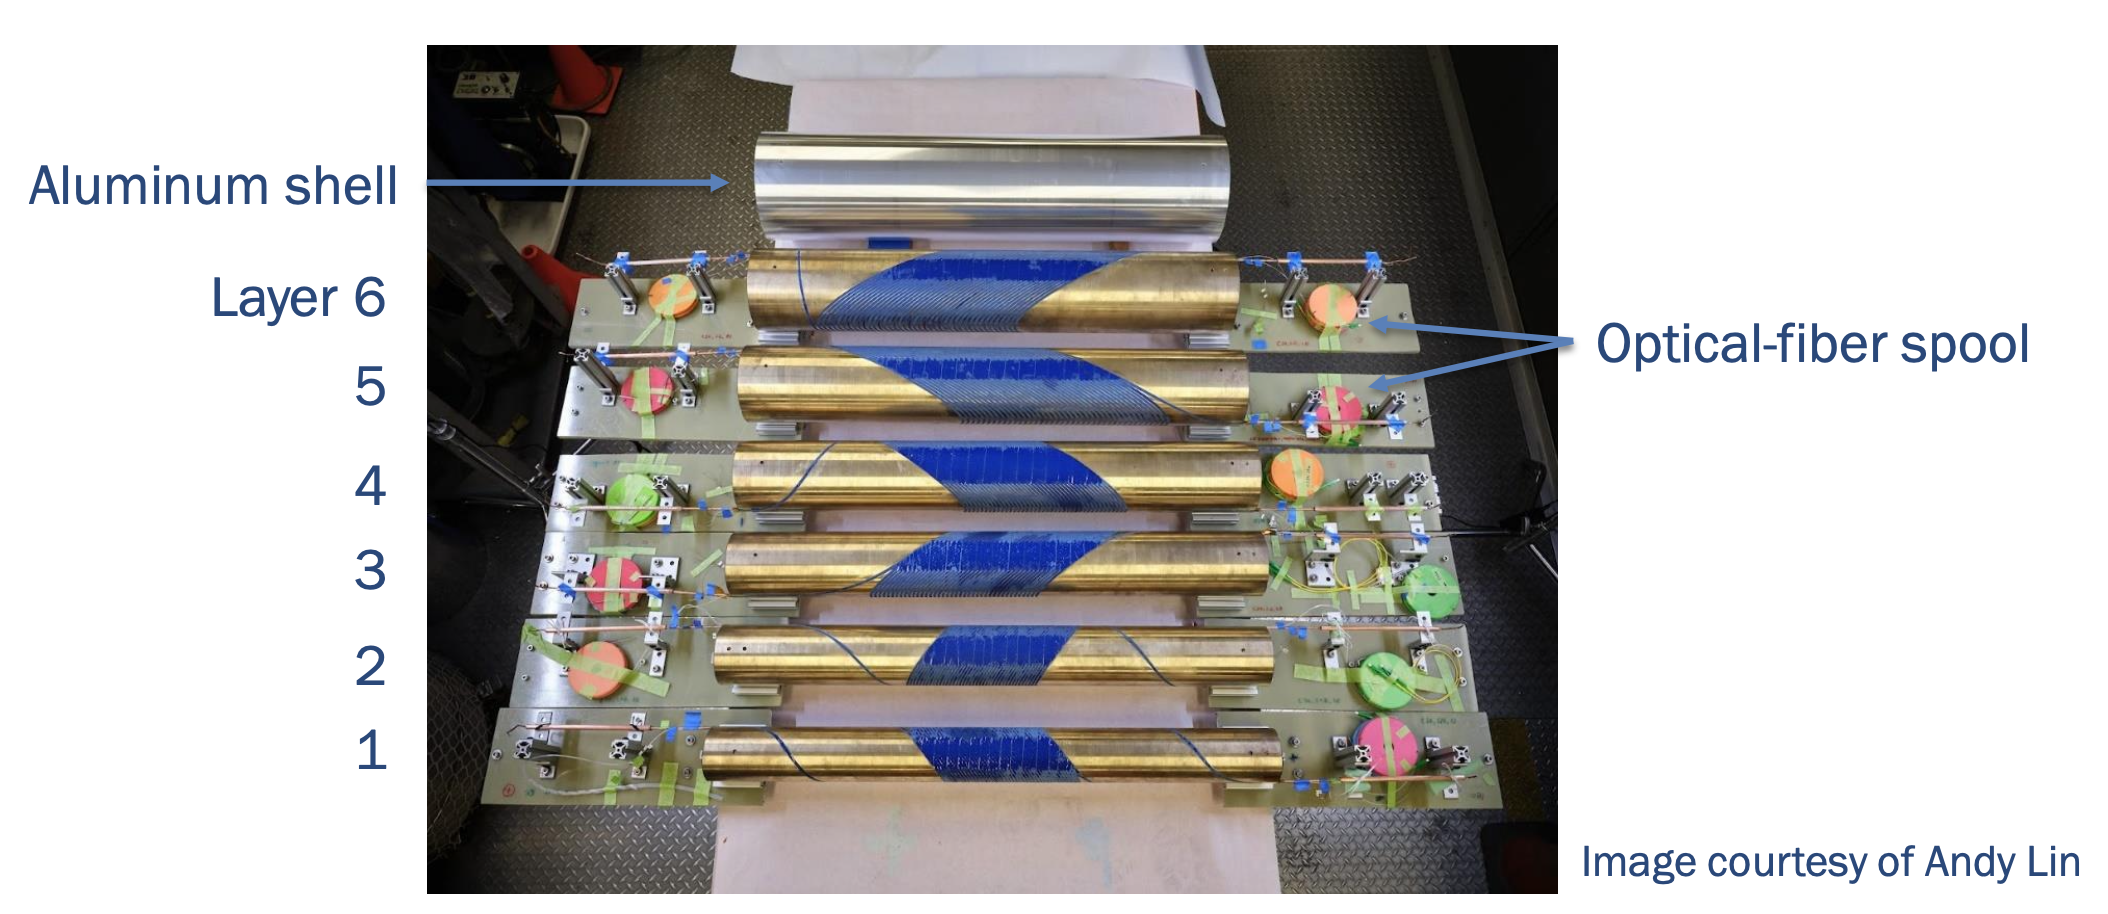 Aluminum shell
Layer 6
5
4
3
2
1
Optical-fiber spool
Image courtesy of Andy Lin